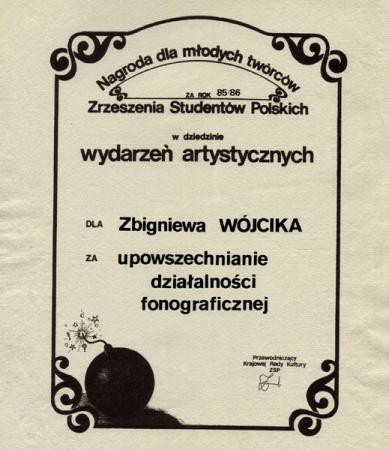 Nagroda dla młodych twórców
ZA ROK 85/86
Zrzeszenia Studentów Polskich
w dziedzinie
wydarzeń artystycznych
DLA Zbigniewa WÓJCIKA
ZA upowszechnianie
działalności
fonograficznej
Przewodniczący
Krajowej Rady Kultury
ZSP